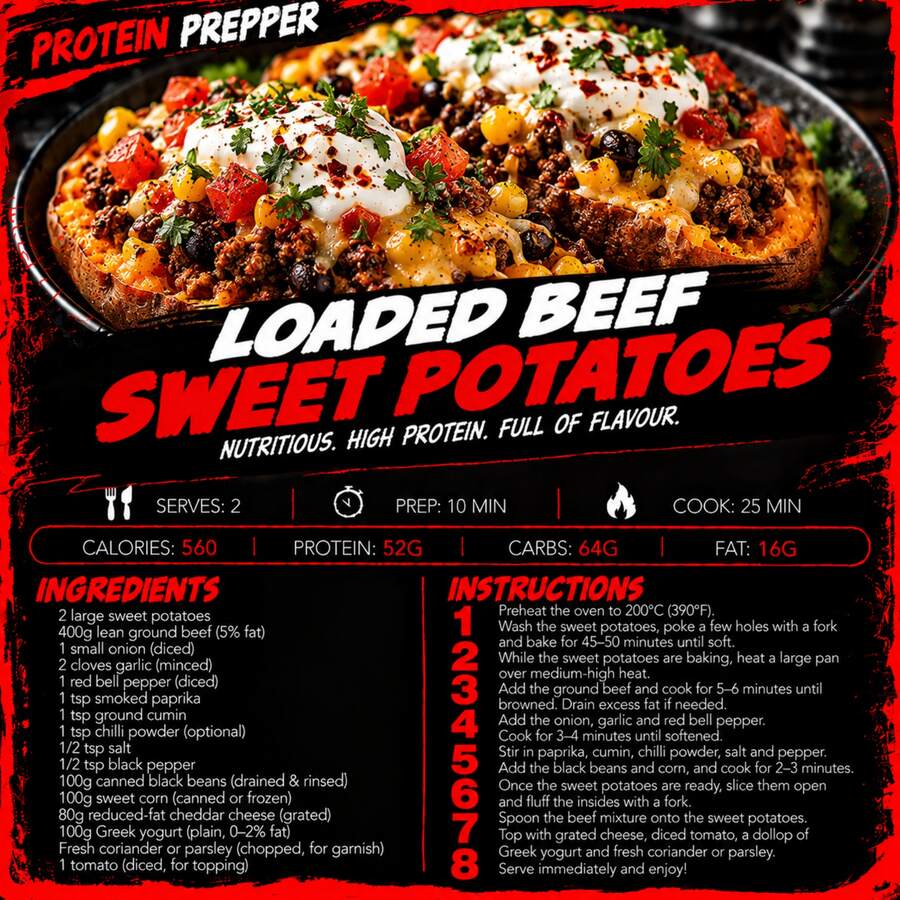 PROTEIN PREPPER
LOADED BEEF
SWEET POTATOES
NUTRITIOUS. HIGH PROTEIN. FULL OF FLAVOUR.
SERVES: 2
PREP: 10 MIN
COOK: 25 MIN
CALORIES: 560
PROTEIN: 52G
CARBS: 64G
FAT: 16G
INGREDIENTS
2 large sweet potatoes
400g lean ground beef (5% fat)
1 small onion (diced)
2 cloves garlic (minced)
1 red bell pepper (diced)
1 tsp smoked paprika
1 tsp ground cumin
1 tsp chilli powder (optional)
1/2 tsp salt
1/2 tsp black pepper
100g canned black beans (drained & rinsed)
100g sweet corn (canned or frozen)
80g reduced-fat cheddar cheese (grated)
100g Greek yogurt (plain, 0–2% fat)
Fresh coriander or parsley (chopped, for garnish)
1 tomato (diced, for topping)
INSTRUCTIONS
1
2
3
4
5
6
7
8
Preheat the oven to 200°C (390°F).
Wash the sweet potatoes, poke a few holes with a fork
and bake for 45–50 minutes until soft.
While the sweet potatoes are baking, heat a large pan
over medium-high heat.
Add the ground beef and cook for 5–6 minutes until
browned. Drain excess fat if needed.
Add the onion, garlic and red bell pepper.
Cook for 3–4 minutes until softened.
Stir in paprika, cumin, chilli powder, salt and pepper.
Add the black beans and corn, and cook for 2–3 minutes.
Once the sweet potatoes are ready, slice them open
and fluff the insides with a fork.
Spoon the beef mixture onto the sweet potatoes.
Top with grated cheese, diced tomato, a dollop of
Greek yogurt and fresh coriander or parsley.
Serve immediately and enjoy!